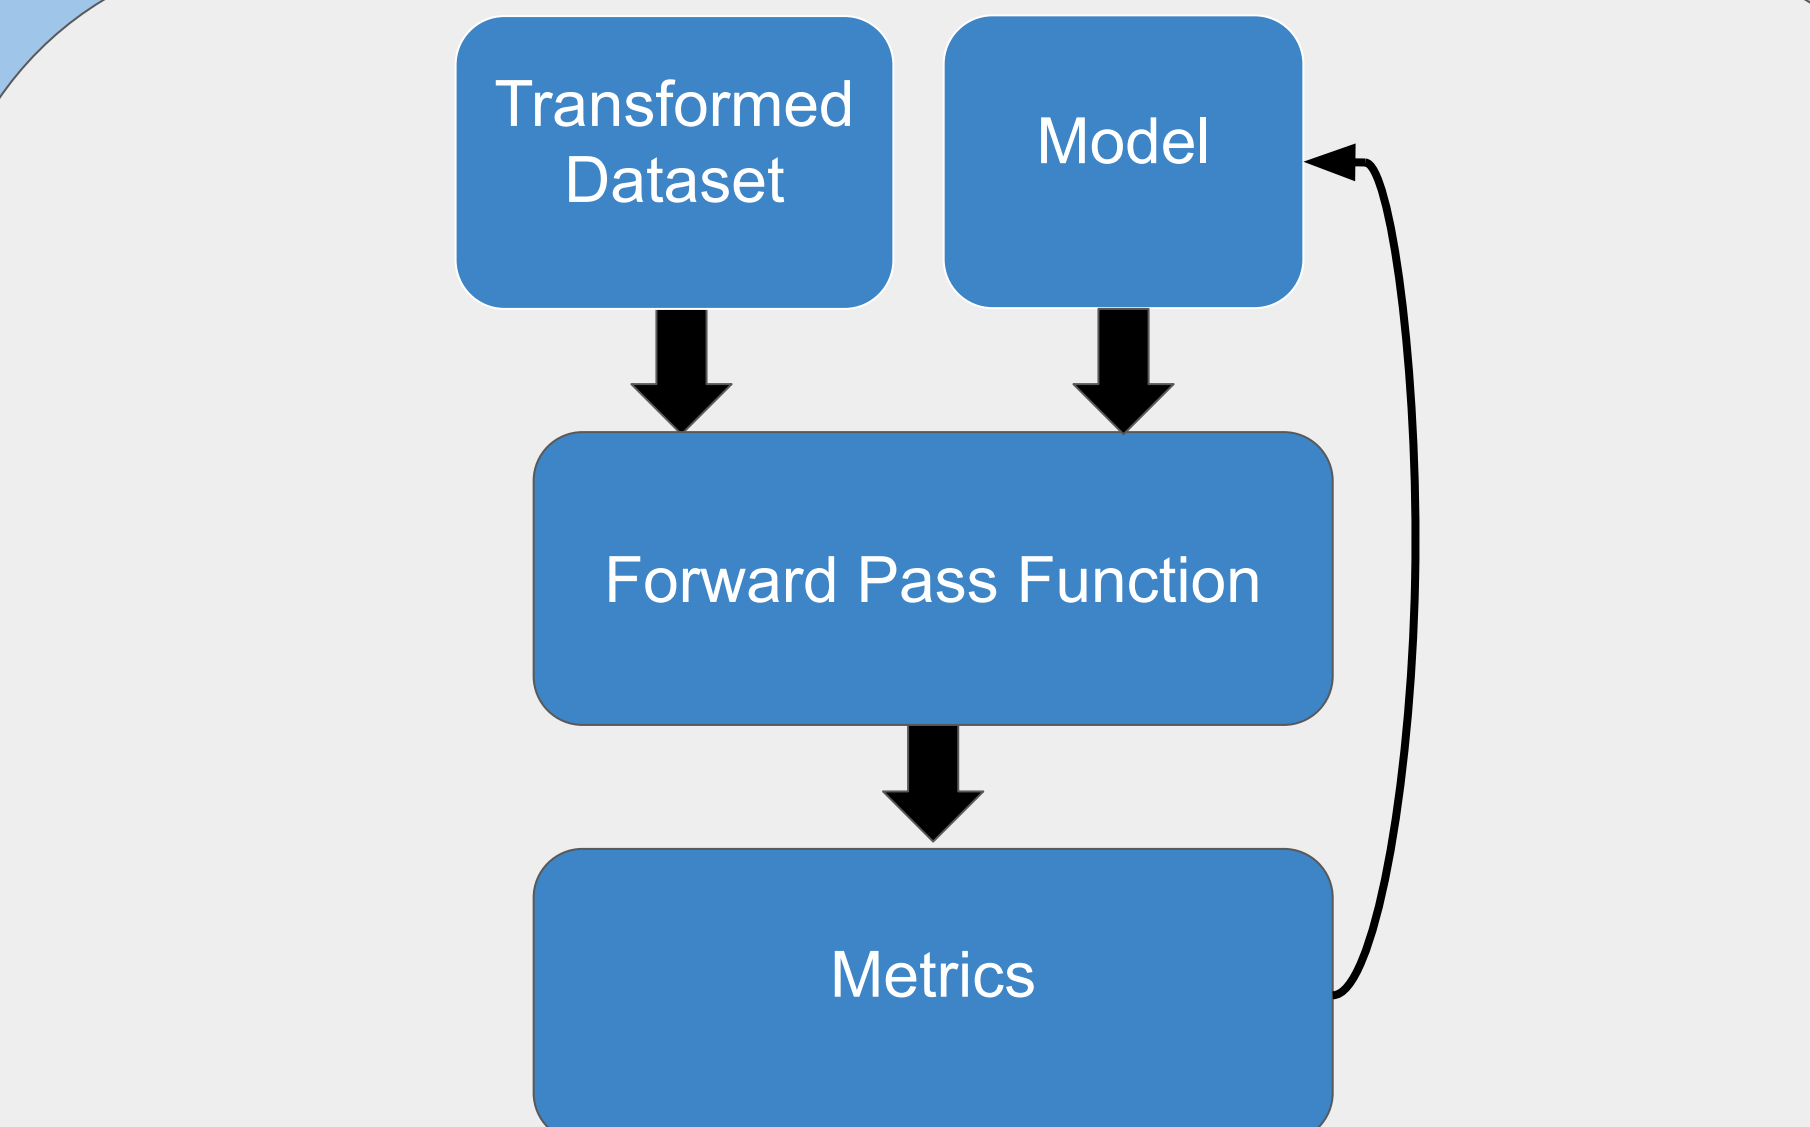 Transformed
Dataset
Model
Forward Pass Function
Metrics